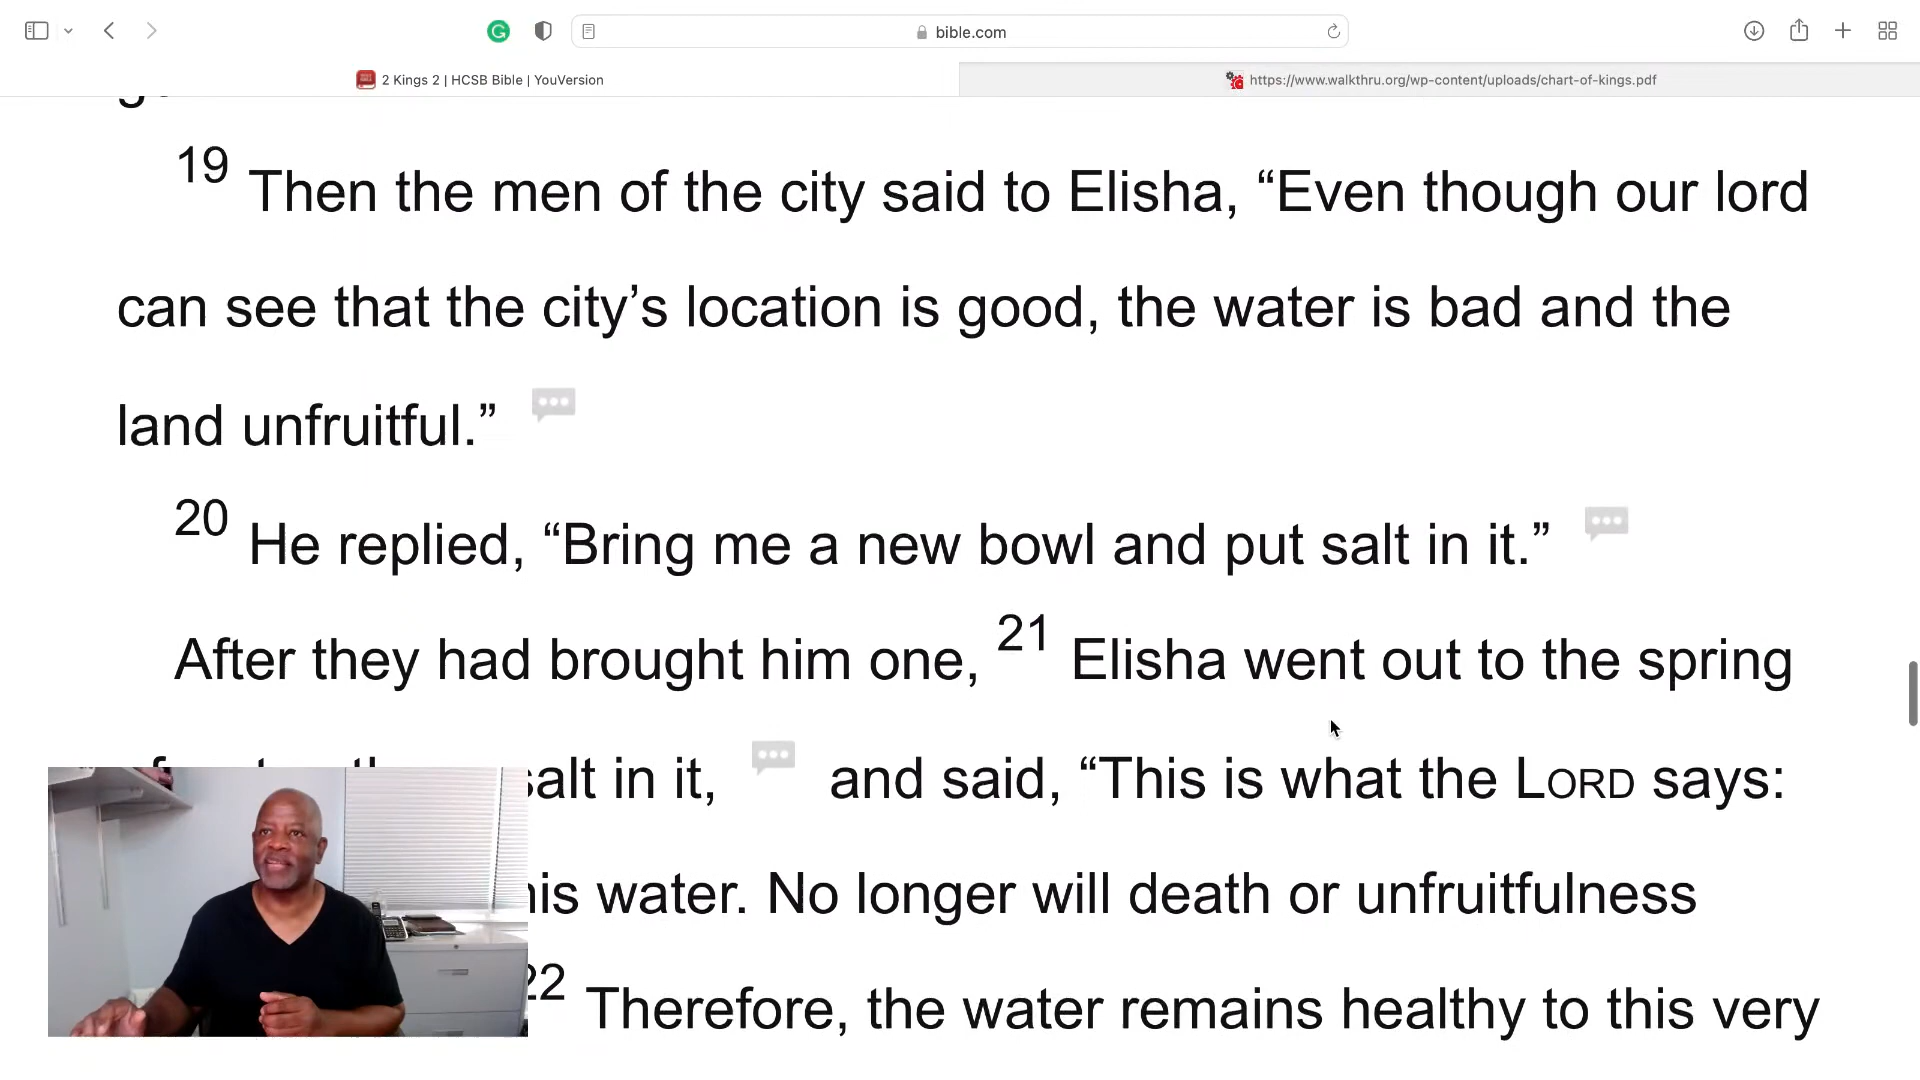 bible.com
2 Kings 2 | HCSB Bible | YouVersion
https://www.walkthru.org/wp-content/uploads/chart-of-kings.pdf
19 Then the men of the city said to Elisha, “Even though our lord
can see that the city’s location is good, the water is bad and the
land unfruitful.”
20 He replied, “Bring me a new bowl and put salt in it.”
After they had brought him one, 21 Elisha went out to the spring
salt in it, and said, “This is what the LORD says:
water. No longer will death or unfruitfulness
22 Therefore, the water remains healthy to this very